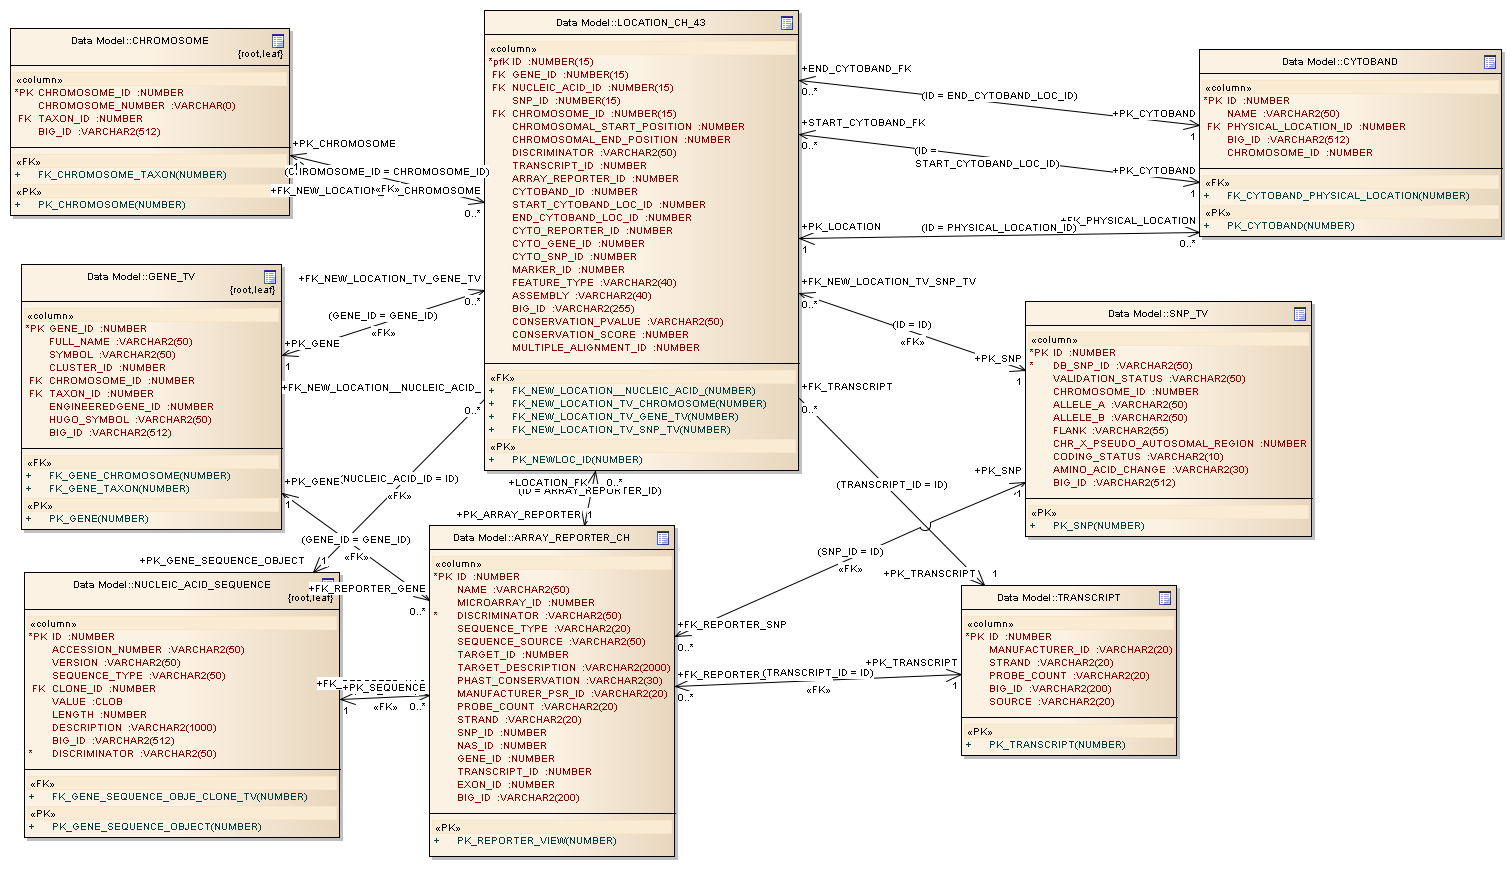 Data Model::CHROMOSOME
{root,leaf}
«column»
*PK CHROMOSOME_ID :NUMBER
CHROMOSOME_NUMBER :VARCHAR(0)
FK TAXON_ID :NUMBER
BIG_ID :VARCHAR2(512)
«FK»
+ FK_CHROMOSOME_TAXON(NUMBER)
«PK»
+ PK_CHROMOSOME(NUMBER)
Data Model::LOCATION_CH_43
«column»
*pfK ID :NUMBER(15)
FK GENE_ID :NUMBER(15)
FK NUCLEIC_ACID_ID :NUMBER(15)
SNP_ID :NUMBER(15)
FK CHROMOSOME_ID :NUMBER(15)
CHROMOSOMAL_START_POSITION :NUMBER
CHROMOSOMAL_END_POSITION :NUMBER
DISCRIMINATOR :VARCHAR2(50)
TRANSCRIPT_ID :NUMBER
ARRAY_REPORTER_ID :NUMBER
CYTOBAND_ID :NUMBER
START_CYTOBAND_LOC_ID :NUMBER
END_CYTOBAND_LOC_ID :NUMBER
CYTO_REPORTER_ID :NUMBER
CYTO_GENE_ID :NUMBER
CYTO_SNP_ID :NUMBER
MARKER_ID :NUMBER
FEATURE_TYPE :VARCHAR2(40)
ASSEMBLY :VARCHAR2(40)
BIG_ID :VARCHAR2(255)
CONSERVATION_PVALUE :VARCHAR2(50)
CONSERVATION_SCORE :NUMBER
MULTIPLE_ALIGNMENT_ID :NUMBER
«FK»
+ FK_NEW_LOCATION__NUCLEIC_ACID_(NUMBER)
+ FK_NEW_LOCATION_TV_CHROMOSOME(NUMBER)
+ FK_NEW_LOCATION_TV_GENE_TV(NUMBER)
+ FK_NEW_LOCATION_TV_SNP_TV(NUMBER)
«PK»
+ PK_NEWLOC_ID(NUMBER)
Data Model::CYTOBAND
«column»
*PK ID :NUMBER
NAME :VARCHAR2(50)
FK PHYSICAL_LOCATION_ID :NUMBER
BIG_ID :VARCHAR2(512)
CHROMOSOME_ID :NUMBER
«FK»
+ FK_CYTOBAND_PHYSICAL_LOCATION(NUMBER)
«PK»
+ PK_CYTOBAND(NUMBER)
+END_CYTOBAND_FK
0..*
(ID = END_CYTOBAND_LOC_ID)
+PK_CYTOBAND
1
+START_CYTOBAND_FK
0..*
(ID =
START_CYTOBAND_LOC_ID)
+PK_CYTOBAND
1
+PK_LOCATION
1
(ID = PHYSICAL_LOCATION_ID)
+FK_PHYSICAL_LOCATION
0..*
+PK_CHROMOSOME
1
(CHROMOSOME_ID = CHROMOSOME_ID)
+FK_NEW_LOCATION
«FK»
_CHROMOSOME
0..*
Data Model::GENE_TV
{root,leaf}
«column»
*PK GENE_ID :NUMBER
FULL_NAME :VARCHAR2(50)
SYMBOL :VARCHAR2(50)
CLUSTER_ID :NUMBER
FK CHROMOSOME_ID :NUMBER
FK TAXON_ID :NUMBER
ENGINEEREDGENE_ID :NUMBER
HUGO_SYMBOL :VARCHAR2(50)
BIG_ID :VARCHAR2(512)
«FK»
+ FK_GENE_CHROMOSOME(NUMBER)
+ FK_GENE_TAXON(NUMBER)
«PK»
+ PK_GENE(NUMBER)
+FK_NEW_LOCATION_TV_GENE_TV
0..*
(GENE_ID = GENE_ID)
«FK»
+PK_GENE
1
+FK_NEW_LOCATION__NUCLEIC_ACID_
0..*
(NUCLEIC_ACID_ID = ID)
«FK»
+PK_GENE_SEQUENCE_OBJECT
1
+PK_GENE
1
(GENE_ID = GENE_ID)
«FK»
+FK_REPORTER_GENE
0..*
+FK_NEW_LOCATION_TV_SNP_TV
0..*
(ID = ID)
«FK»
+PK_SNP
1
Data Model::SNP_TV
«column»
*PK ID :NUMBER
* DB_SNP_ID :VARCHAR2(50)
VALIDATION_STATUS :VARCHAR2(50)
CHROMOSOME_ID :NUMBER
ALLELE_A :VARCHAR2(50)
ALLELE_B :VARCHAR2(50)
FLANK :VARCHAR2(55)
CHR_X_PSEUDO_AUTOSOMAL_REGION :NUMBER
CODING_STATUS :VARCHAR2(10)
AMINO_ACID_CHANGE :VARCHAR2(30)
BIG_ID :VARCHAR2(512)
«PK»
+ PK_SNP(NUMBER)
+FK_TRANSCRIPT
0..*
(TRANSCRIPT_ID = ID)
+PK_TRANSCRIPT
1
+PK_SNP
1
(SNP_ID = ID)
«FK»
+FK_REPORTER_SNP
0..*
+LOCATION_FK
0..*
(ID = ARRAY_REPORTER_ID)
+PK_ARRAY_REPORTER
1
Data Model::NUCLEIC_ACID_SEQUENCE
{root,leaf}
«column»
*PK ID :NUMBER
ACCESSION_NUMBER :VARCHAR2(50)
VERSION :VARCHAR2(50)
SEQUENCE_TYPE :VARCHAR2(50)
FK CLONE_ID :NUMBER
VALUE :CLOB
LENGTH :NUMBER
DESCRIPTION :VARCHAR2(1000)
BIG_ID :VARCHAR2(512)
* DISCRIMINATOR :VARCHAR2(50)
«FK»
+ FK_GENE_SEQUENCE_OBJE_CLONE_TV(NUMBER)
«PK»
+ PK_GENE_SEQUENCE_OBJECT(NUMBER)
+FK_
+PK_SEQUENCE
1
«FK»
0..*
Data Model::ARRAY_REPORTER_CH
«column»
*PK ID :NUMBER
NAME :VARCHAR2(50)
MICROARRAY_ID :NUMBER
* DISCRIMINATOR :VARCHAR2(50)
SEQUENCE_TYPE :VARCHAR2(20)
SEQUENCE_SOURCE :VARCHAR2(50)
TARGET_ID :NUMBER
TARGET_DESCRIPTION :VARCHAR2(2000)
PHAST_CONSERVATION :VARCHAR2(30)
MANUFACTURER_PSR_ID :VARCHAR2(20)
PROBE_COUNT :VARCHAR2(20)
STRAND :VARCHAR2(20)
SNP_ID :NUMBER
NAS_ID :NUMBER
GENE_ID :NUMBER
TRANSCRIPT_ID :NUMBER
EXON_ID :NUMBER
BIG_ID :VARCHAR2(200)
«PK»
+ PK_REPORTER_VIEW(NUMBER)
+FK_REPORTER_
0..*
(TRANSCRIPT_ID = ID)
«FK»
+PK_TRANSCRIPT
1
Data Model::TRANSCRIPT
«column»
*PK ID :NUMBER
MANUFACTURER_ID :VARCHAR2(20)
STRAND :VARCHAR2(20)
PROBE_COUNT :VARCHAR2(20)
BIG_ID :VARCHAR2(200)
SOURCE :VARCHAR2(20)
«PK»
+ PK_TRANSCRIPT(NUMBER)